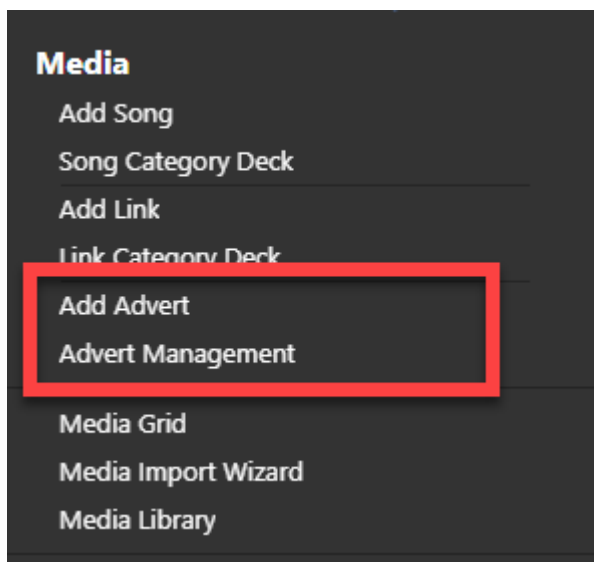 Media
Add Song
Song Category Deck
Add Link
Link Category Deck
Add Advert
Advert Management
Media Grid
Media Import Wizard
Media Library